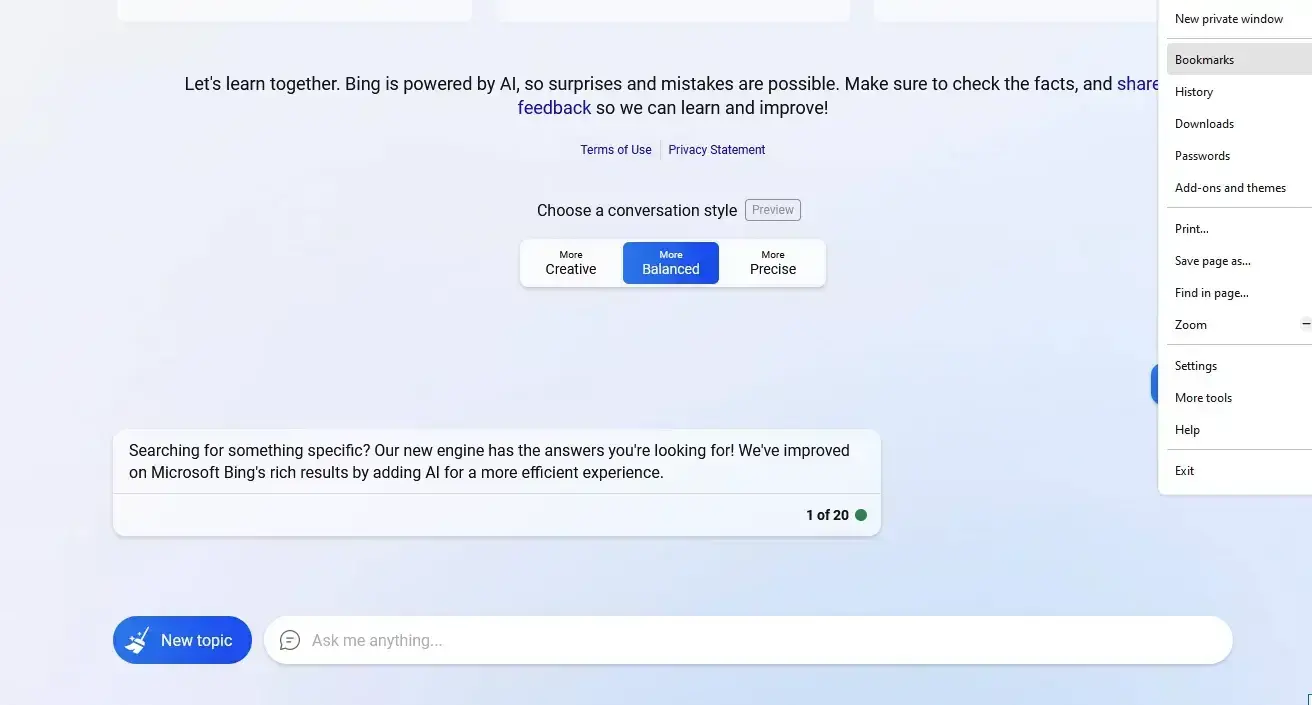 Let's learn together. Bing is powered by AI, so surprises and mistakes are possible. Make sure to check the facts, and share
feedback so we can learn and improve!
Terms of Use
Privacy Statement
Choose a conversation style
Preview
More
Creative
More
Balanced
More
Precise
Searching for something specific? Our new engine has the answers you're looking for! We've improved
on Microsoft Bing's rich results by adding AI for a more efficient experience.
1 of 20
New topic
Ask me anything...
New private window
Bookmarks
History
Downloads
Passwords
Add-ons and themes
Print...
Save page as...
Find in page...
Zoom
Settings
More tools
Help
Exit